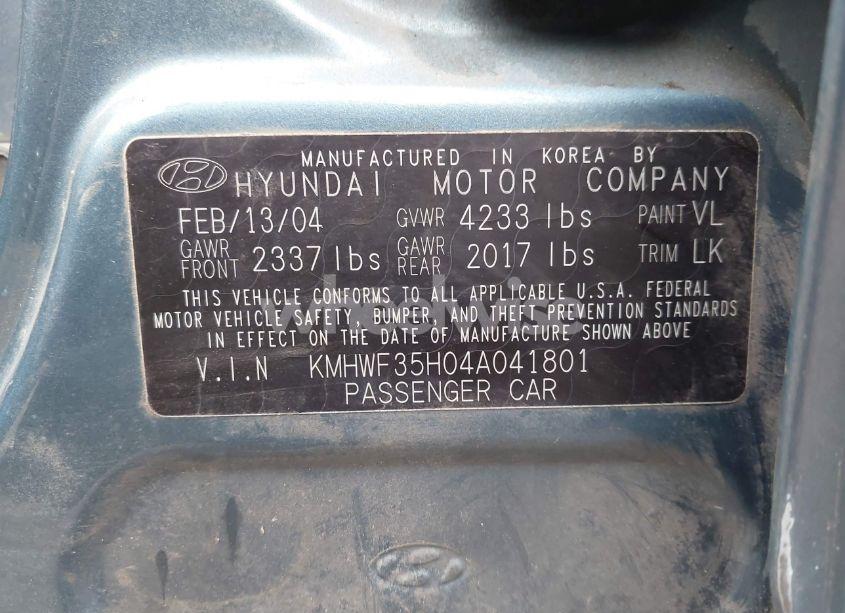 MANUFACTURED IN KOREA BY
HYUNDAI MOTOR COMPANY
FEB/13/04 GVWR 4233 lbs PAINT VL
GAWR FRONT 2337 lbs GAWR REAR 2017 lbs TRIM LK
THIS VEHICLE CONFORMS TO ALL APPLICABLE U.S.A. FEDERAL
MOTOR VEHICLE SAFETY, BUMPER, AND THEFT PREVENTION STANDARDS
IN EFFECT ON THE DATE OF MANUFACTURE SHOWN ABOVE
V.I.N KMHWF35H04A041801
PASSENGER CAR